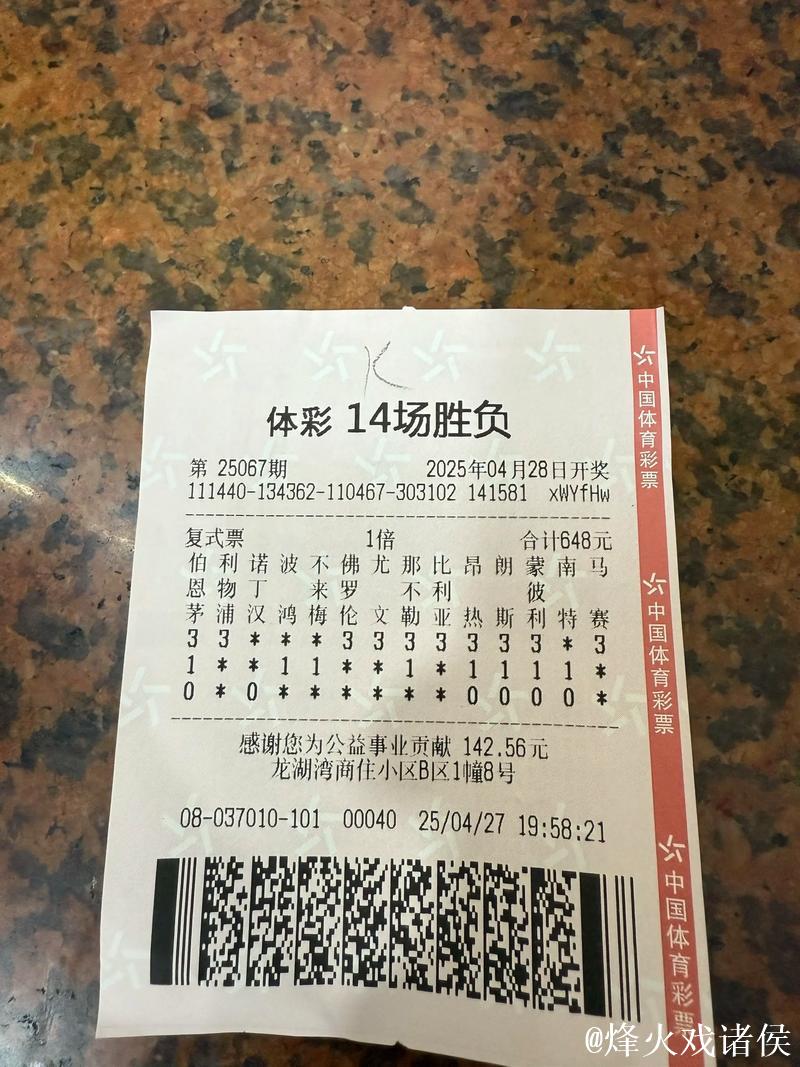 K
体彩 14场胜负
第 25067期 2025年04月28日开奖
111440-134362-110467-303102 141581 xWYfHw
复式票 1倍 合计648元
伯 利 诺 波 不 佛 尤 那 比 昂 朗 蒙 南 马
恩 物 丁 来 罗 不 利 彼
茅 浦 汉 鸿 梅 伦 文 勒 亚 热 斯 利 特 赛
3 3 * * * 3 3 3 3 3 3 3 * 3
1 * * 1 1 * * 1 * 1 1 1 1 *
0 * 0 * * * * * * 0 0 0 0 *
感谢您为公益事业贡献 142.56元
龙湖湾商住小区B区1幢8号
08-037010-101 00040 25/04/27 19:58:21
中国体育彩票
中国体育彩票
中国体育彩票
@烽火戏诸侯